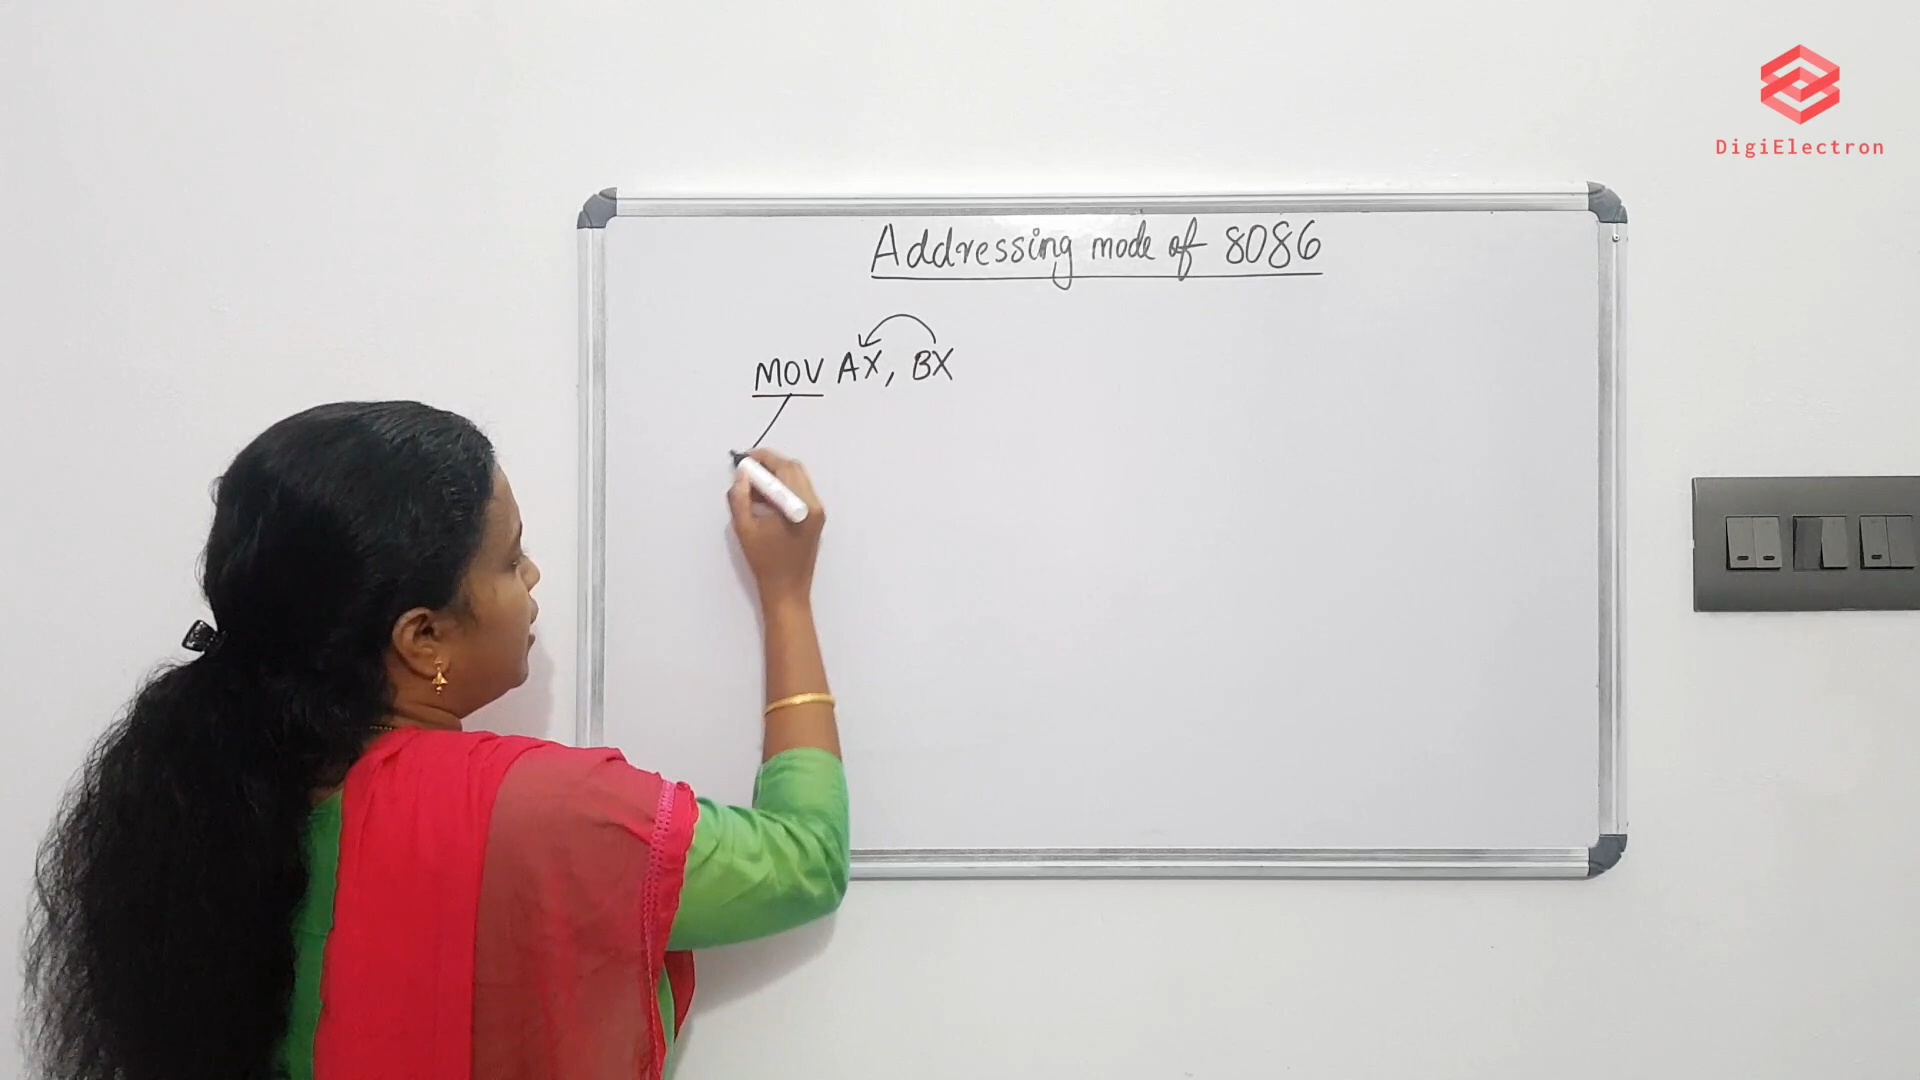 DigiElectron
Addressing mode of 8086
MOV AX, BX